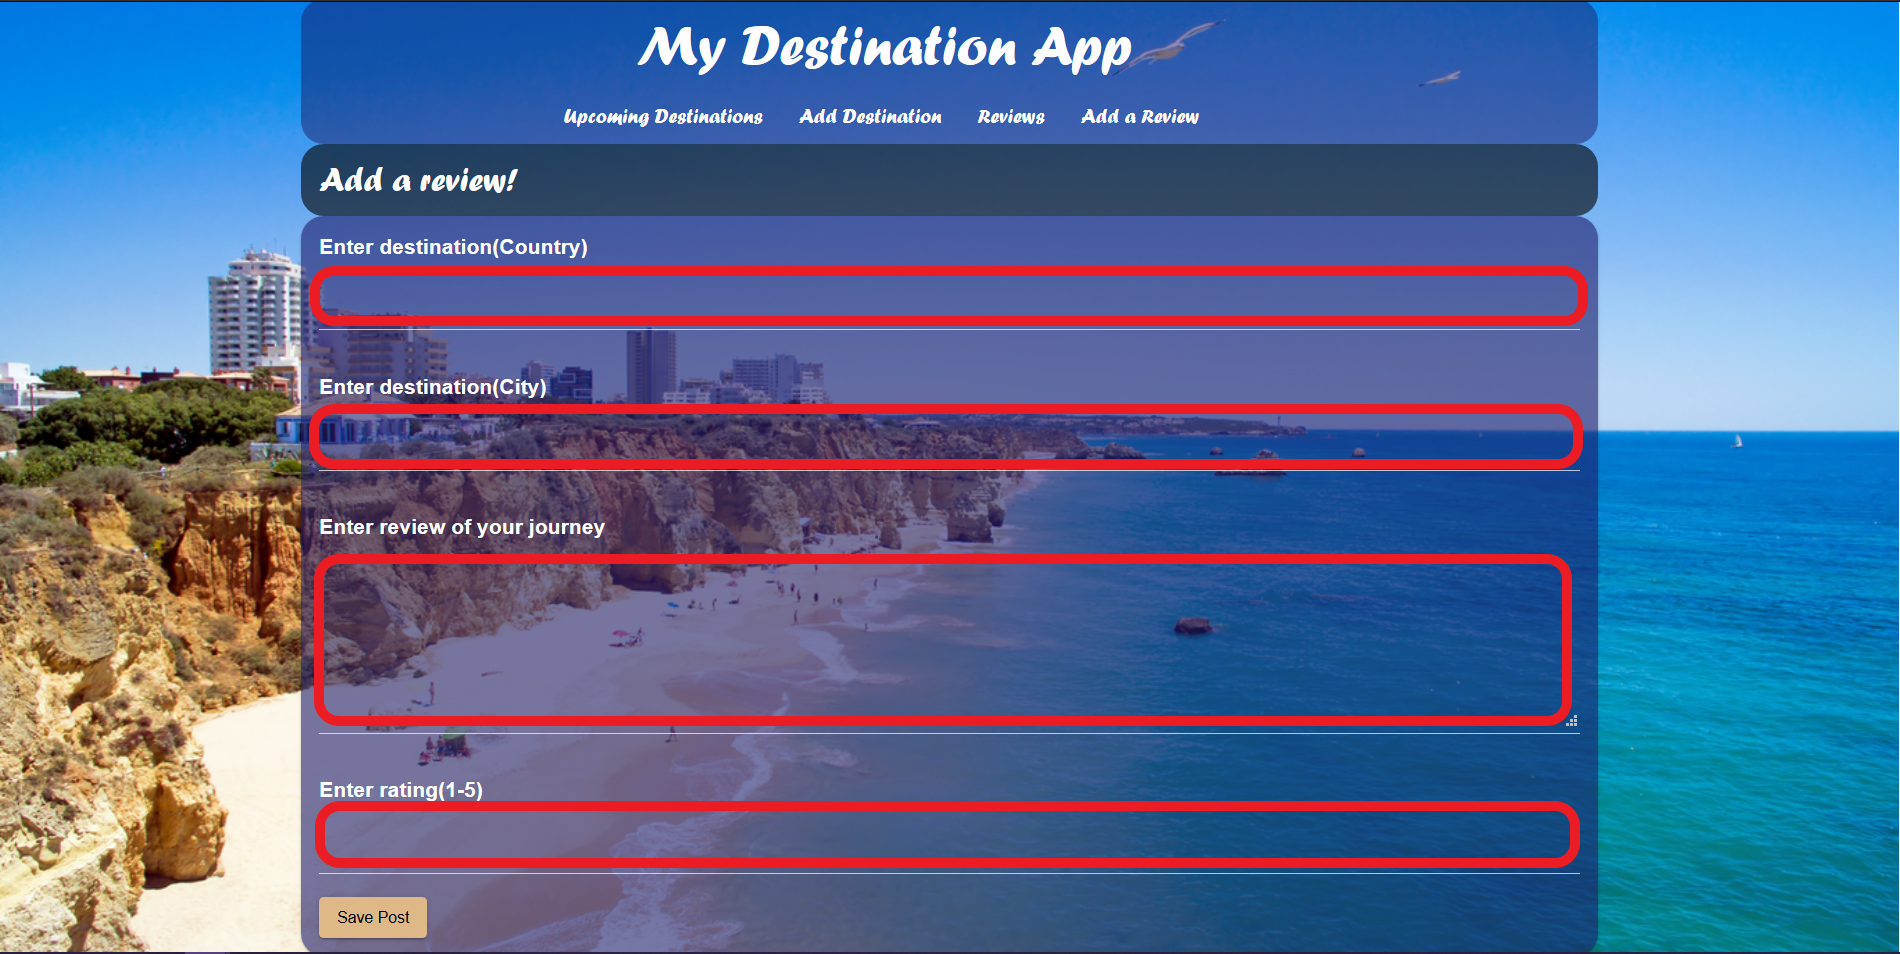 My Destination App
Upcoming Destinations Add Destination Reviews Add a Review
Add a review!
Enter destination(Country)
Enter destination(City)
Enter review of your journey
Enter rating(1-5)
Save Post